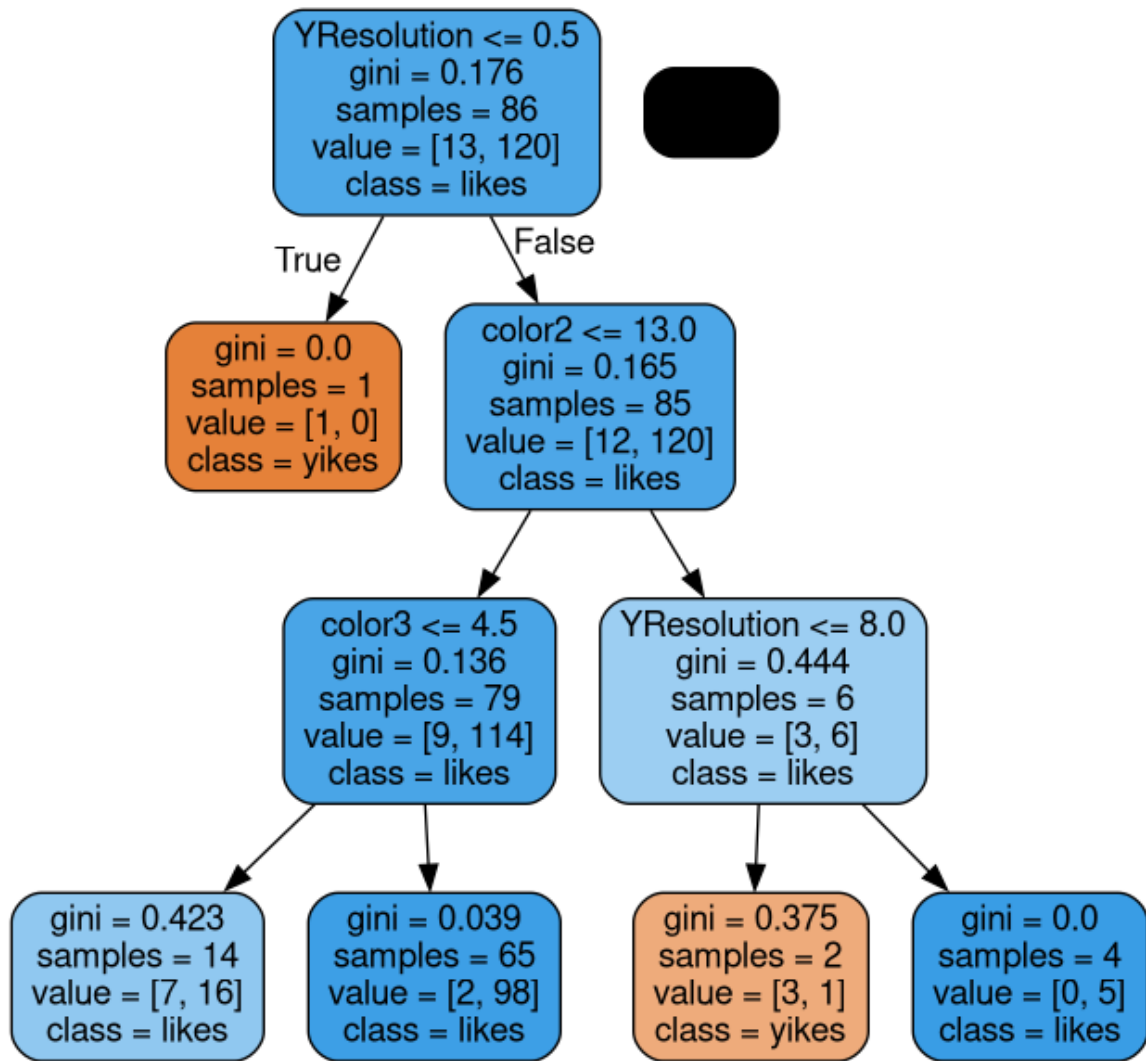 YResolution <= 0.5
gini = 0.176
samples = 86
value = [13, 120]
class = likes
True
False
gini = 0.0
samples = 1
value = [1, 0]
class = yikes
color2 <= 13.0
gini = 0.165
samples = 85
value = [12, 120]
class = likes
color3 <= 4.5
gini = 0.136
samples = 79
value = [9, 114]
class = likes
YResolution <= 8.0
gini = 0.444
samples = 6
value = [3, 6]
class = likes
gini = 0.423
samples = 14
value = [7, 16]
class = likes
gini = 0.039
samples = 65
value = [2, 98]
class = likes
gini = 0.375
samples = 2
value = [3, 1]
class = yikes
gini = 0.0
samples = 4
value = [0, 5]
class = likes